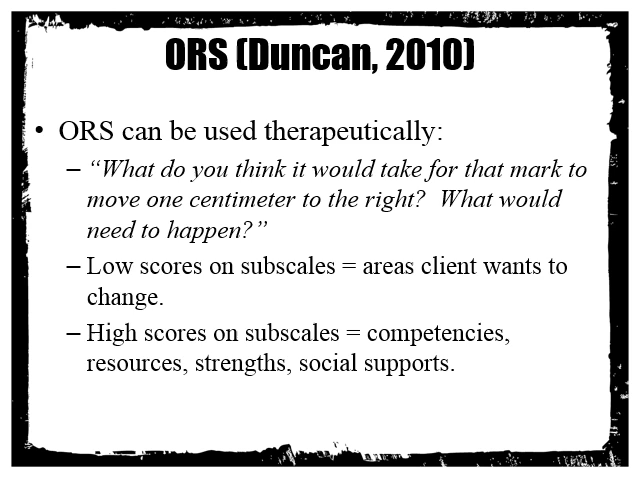 ORS (Duncan, 2010)
• ORS can be used therapeutically:
– “What do you think it would take for that mark to
move one centimeter to the right?  What would
need to happen?”
– Low scores on subscales = areas client wants to
change.
– High scores on subscales = competencies,
resources, strengths, social supports.